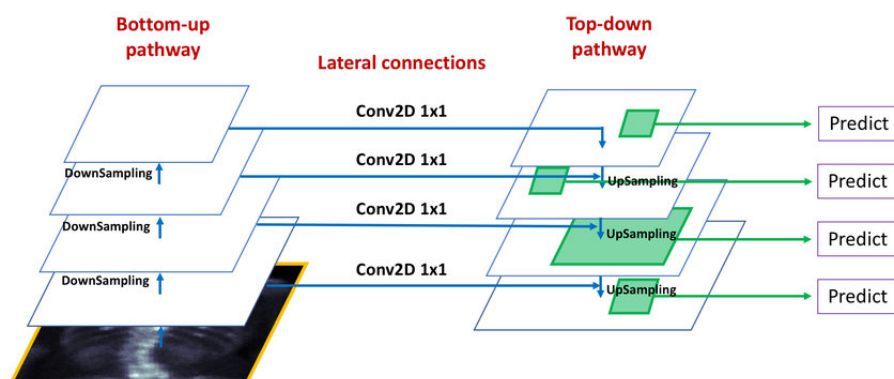 Bottom-up
pathway
Lateral connections
Top-down
pathway
Conv2D 1x1
Predict
DownSampling
Conv2D 1x1
UpSampling
Predict
DownSampling
Conv2D 1x1
UpSampling
Predict
DownSampling
Conv2D 1x1
UpSampling
Predict